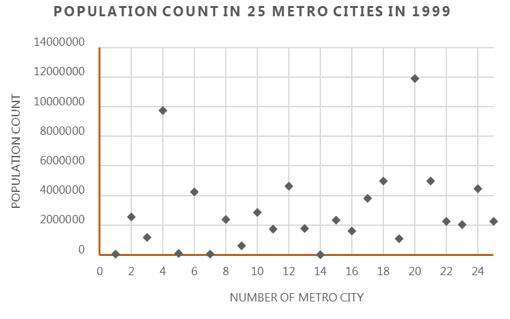 POPULATION COUNT IN 25 METRO CITIES IN 1999
14000000
12000000
10000000
8000000
6000000
4000000
2000000
0
POPULATION COUNT
0 2 4 6 8 10 12 14 16 18 20 22 24
NUMBER OF METRO CITY